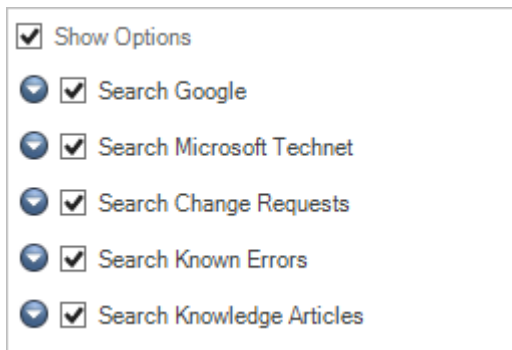 Show Options
Search Google
Search Microsoft Technet
Search Change Requests
Search Known Errors
Search Knowledge Articles